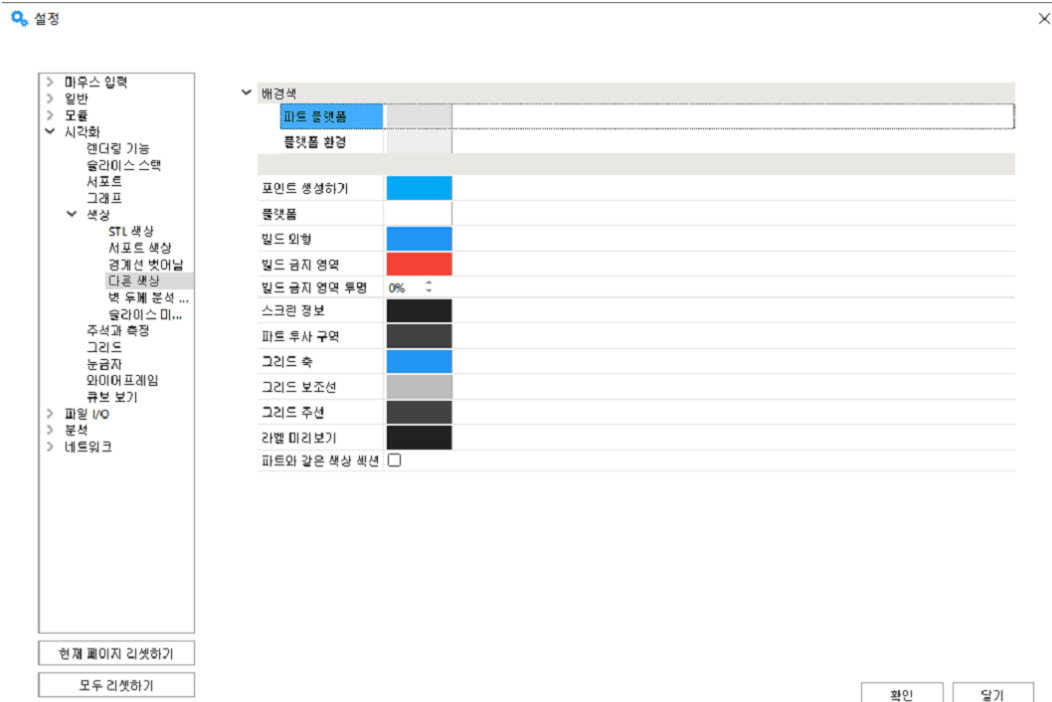 설정
마우스 입력
일반
모듈
시각화
렌더링 기능
슬라이스 스택
서포트
그래프
색상
STL 색상
서포트 색상
경계선 벗어남
다른 색상
벽 두께 분석 ...
슬라이스 미...
주석과 측정
그리드
눈금자
와이어프레임
큐브 보기
파일 I/O
분석
네트워크
현재 페이지 리셋하기
모두 리셋하기
배경색
파트 플랫폼
플랫폼 환경
포인트 생성하기
플랫폼
빌드 외형
빌드 금지 영역
빌드 금지 영역 투명 0%
스크린 정보
파트 투사 구역
그리드 축
그리드 보조선
그리드 주선
라벨 미리보기
파트와 같은 색상 섹션
확인 닫기